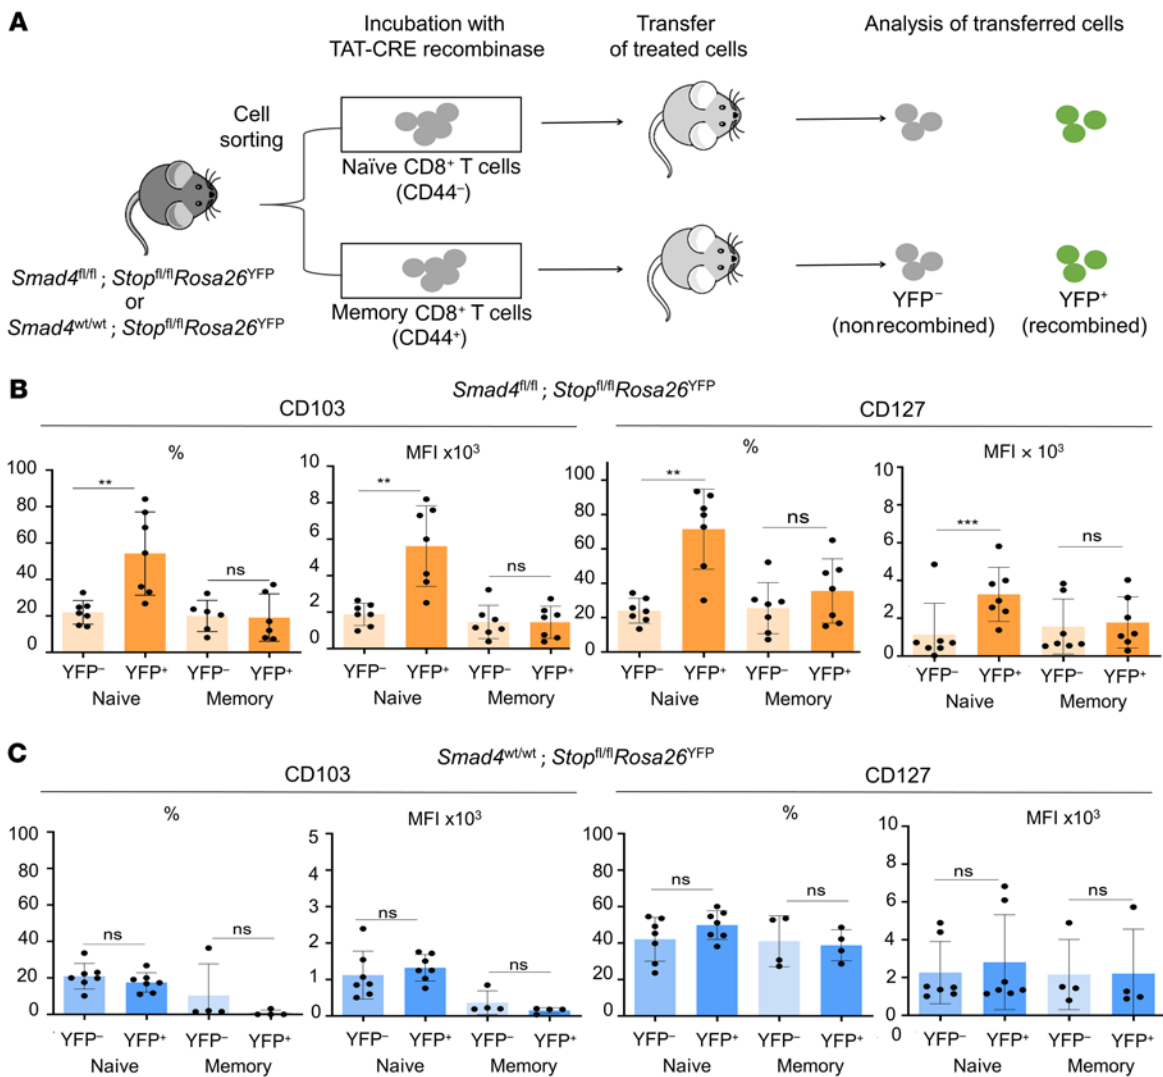 A
Incubation with
TAT-CRE recombinase
Transfer
of treated cells
Analysis of transferred cells
Cell
sorting
Naïve CD8⁺ T cells
(CD44⁻)
Smad4ᶠˡ/ᶠˡ ; Stopᶠˡ/ᶠˡRosa26ʸᶠᴾ
or
Smad4ʷᵗ/ʷᵗ ; Stopᶠˡ/ᶠˡRosa26ʸᶠᴾ
Memory CD8⁺ T cells
(CD44⁺)
YFP⁻
(nonrecombined)
YFP⁺
(recombined)
B
Smad4ᶠˡ/ᶠˡ ; Stopᶠˡ/ᶠˡRosa26ʸᶠᴾ
CD103
CD127
%
100
80
60
40
20
0
**
ns
YFP⁻ YFP⁺ YFP⁻ YFP⁺
Naive Memory
MFI x10³
10
8
6
4
2
0
**
ns
YFP⁻ YFP⁺ YFP⁻ YFP⁺
Naive Memory
%
100
80
60
40
20
0
**
ns
YFP⁻ YFP⁺ YFP⁻ YFP⁺
Naive Memory
MFI × 10³
10
8
6
4
2
0
***
ns
YFP⁻ YFP⁺ YFP⁻ YFP⁺
Naive Memory
C
Smad4ʷᵗ/ʷᵗ ; Stopᶠˡ/ᶠˡRosa26ʸᶠᴾ
CD103
CD127
%
100
80
60
40
20
0
ns
ns
YFP⁻ YFP⁺ YFP⁻ YFP⁺
Naive Memory
MFI x10³
5
4
3
2
1
0
ns
ns
YFP⁻ YFP⁺ YFP⁻ YFP⁺
Naive Memory
%
100
80
60
40
20
0
ns
ns
YFP⁻ YFP⁺ YFP⁻ YFP⁺
Naive Memory
MFI x10³
10
8
6
4
2
0
ns
ns
YFP⁻ YFP⁺ YFP⁻ YFP⁺
Naive Memory